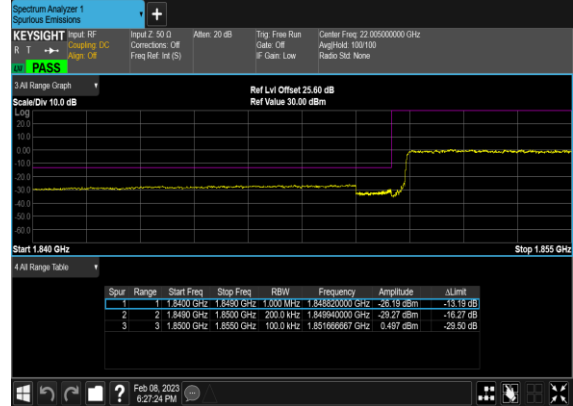 Spectrum Analyzer 1
Spurious Emissions
+
KEYSIGHT Input: RF Input Z: 50 Ω Atten: 20 dB Trig: Free Run Center Freq: 22.005000000 GHz
R T Coupling: DC Corrections: Off Gate: Off Avg|Hold: 100/100
Align: Off Freq Ref: Int (S) IF Gain: Low Radio Std: None
PASS
3 All Range Graph
Ref Lvl Offset 25.60 dB
Scale/Div 10.0 dB Ref Value 30.00 dBm
Log
20.0
10.0
0.00
-10.0
-20.0
-30.0
-40.0
-50.0
-60.0
Start 1.840 GHz Stop 1.855 GHz
4 All Range Table
Spur Range Start Freq Stop Freq RBW Frequency Amplitude ΔLimit
1 1 1.8400 GHz 1.8490 GHz 1.000 MHz 1.848820000 GHz -26.19 dBm -13.19 dB
2 2 1.8490 GHz 1.8500 GHz 200.0 kHz 1.849940000 GHz -29.27 dBm -16.27 dB
3 3 1.8500 GHz 1.8550 GHz 100.0 kHz 1.851666667 GHz 0.497 dBm -29.50 dB
? Feb 08, 2023
6:27:24 PM